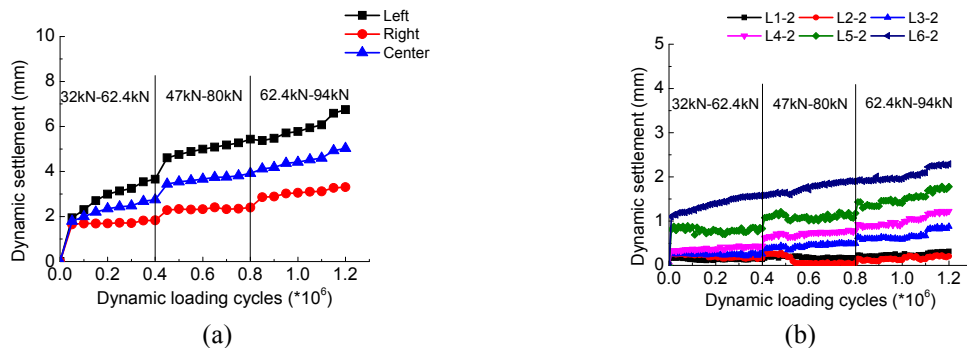 Left
Right
Center
10
8
6
4
2
0
0.0 0.2 0.4 0.6 0.8 1.0 1.2
32kN-62.4kN 47kN-80kN 62.4kN-94kN
Dynamic settlement (mm)
Dynamic loading cycles (*10^6)
(a)
L1-2 L2-2 L3-2
L4-2 L5-2 L6-2
5
4
3
2
1
0
0.0 0.2 0.4 0.6 0.8 1.0 1.2
32kN-62.4kN 47kN-80kN 62.4kN-94kN
Dynamic settlement (mm)
Dynamic loading cycles (*10^6)
(b)